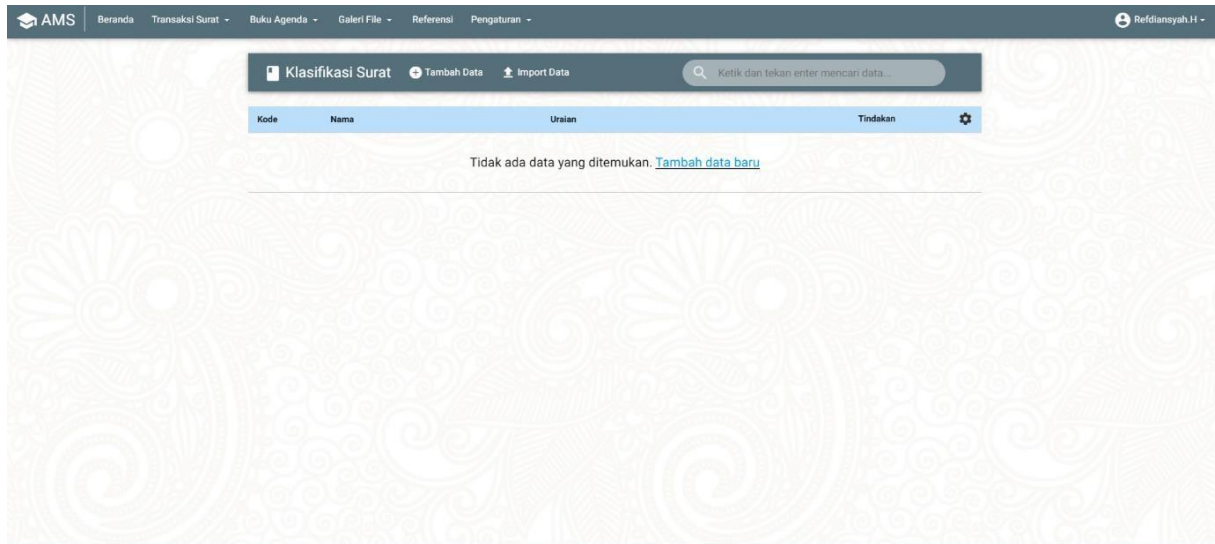 AMS Beranda Transaksi Surat Buku Agenda Galeri File Referensi Pengaturan Refdiansyah.H
Klasifikasi Surat Tambah Data Import Data Ketik dan tekan enter mencari data...
Kode Nama Uraian Tindakan
Tidak ada data yang ditemukan. Tambah data baru